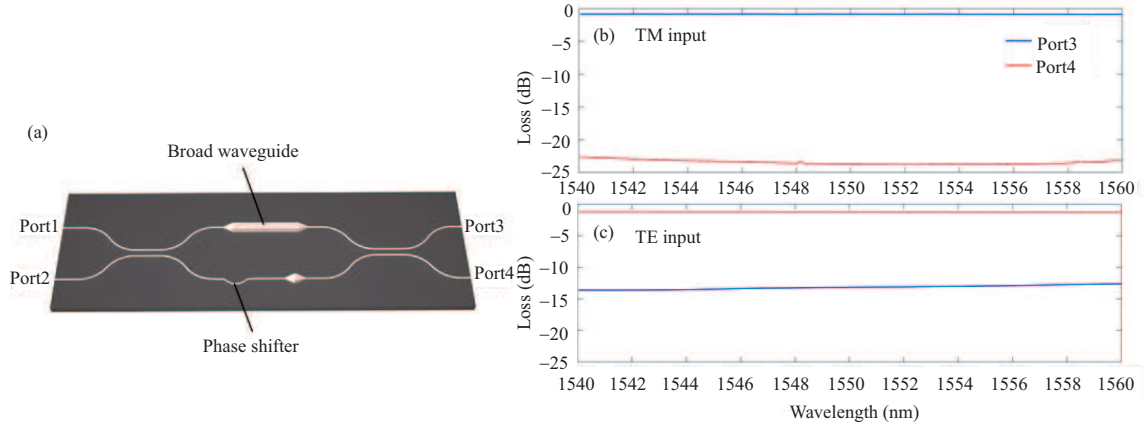 (a)
Broad waveguide
Port1
Port2
Port3
Port4
Phase shifter
(b) TM input
Port3
Port4
Loss (dB)
0
−5
−10
−15
−20
−25
1540 1542 1544 1546 1548 1550 1552 1554 1556 1558 1560
(c) TE input
Loss (dB)
0
−5
−10
−15
−20
−25
1540 1542 1544 1546 1548 1550 1552 1554 1556 1558 1560
Wavelength (nm)